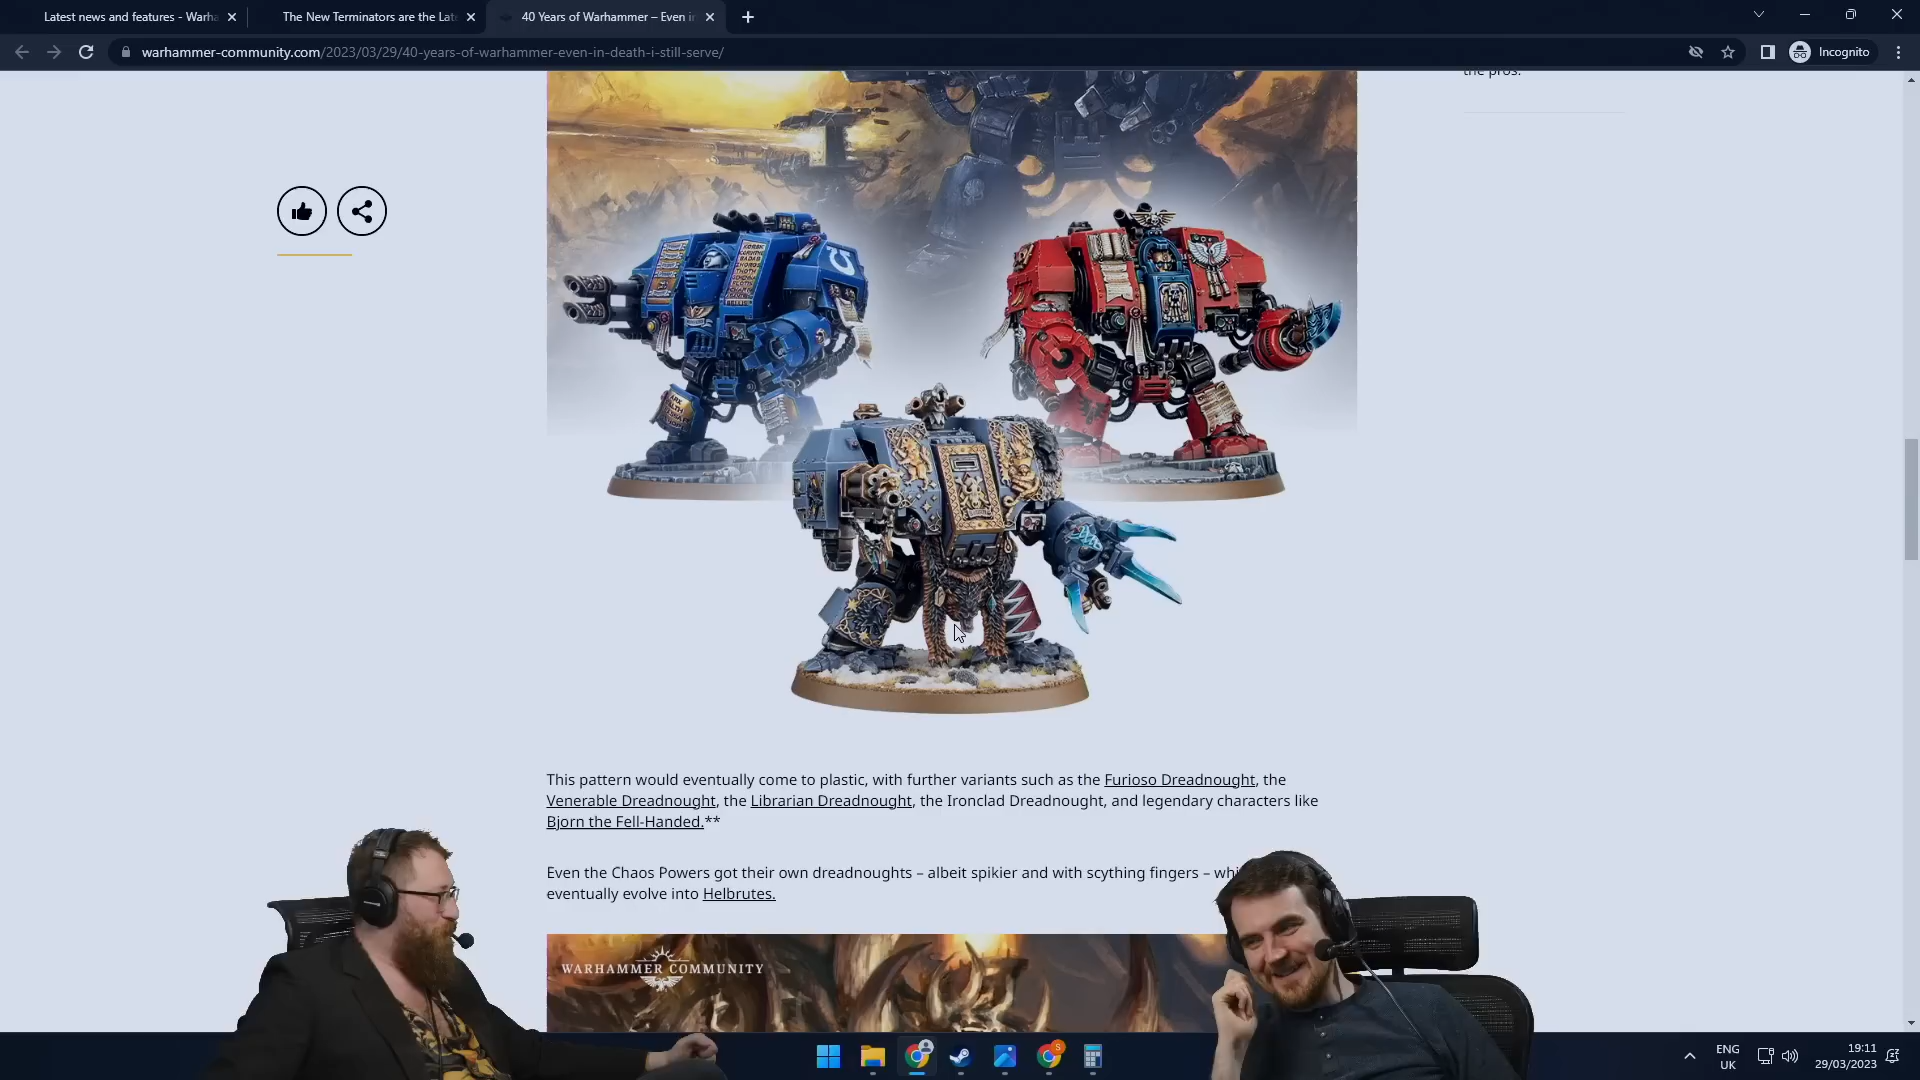 Latest news and features - Warha
The New Terminators are the Late
40 Years of Warhammer – Even in
warhammer-community.com/2023/03/29/40-years-of-warhammer-even-in-death-i-still-serve/
Incognito
the pros.
This pattern would eventually come to plastic, with further variants such as the Furioso Dreadnought, the
Venerable Dreadnought, the Librarian Dreadnought, the Ironclad Dreadnought, and legendary characters like
Bjorn the Fell-Handed.**
Even the Chaos Powers got their own dreadnoughts – albeit spikier and with scything fingers –
eventually evolve into Helbrutes.
WARHAMMER COMMUNITY
ENG
UK
19:11
29/03/2023